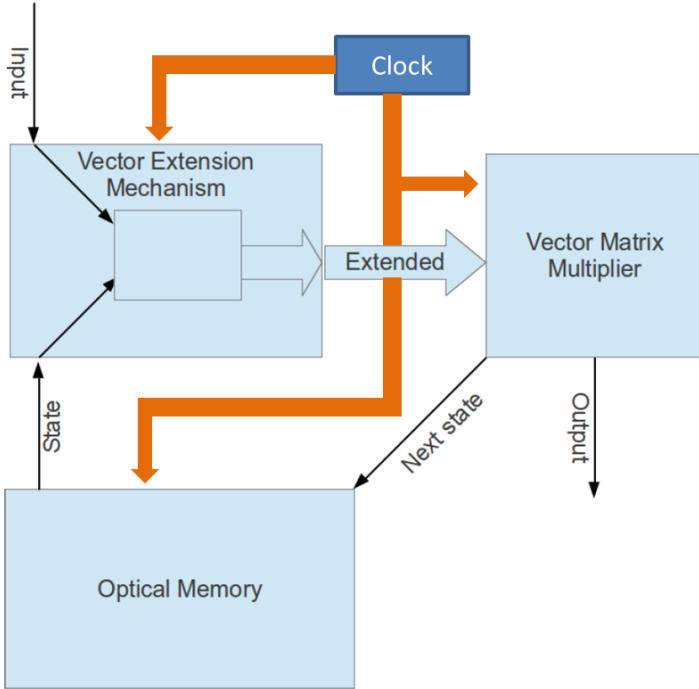 Input
Clock
Vector Extension
Mechanism
Extended
Vector Matrix
Multiplier
State
Next state
Output
Optical Memory